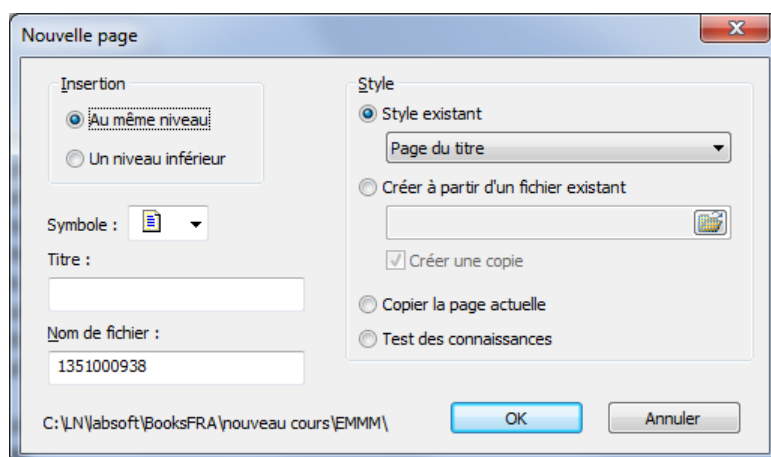 Nouvelle page
Insertion
Au même niveau
Un niveau inférieur
Symbole :
Titre :
Nom de fichier :
1351000938
C:\LN\labsoft\BooksFRA\nouveau cours\EMMM\
Style
Style existant
Page du titre
Créer à partir d'un fichier existant
Créer une copie
Copier la page actuelle
Test des connaissances
OK
Annuler